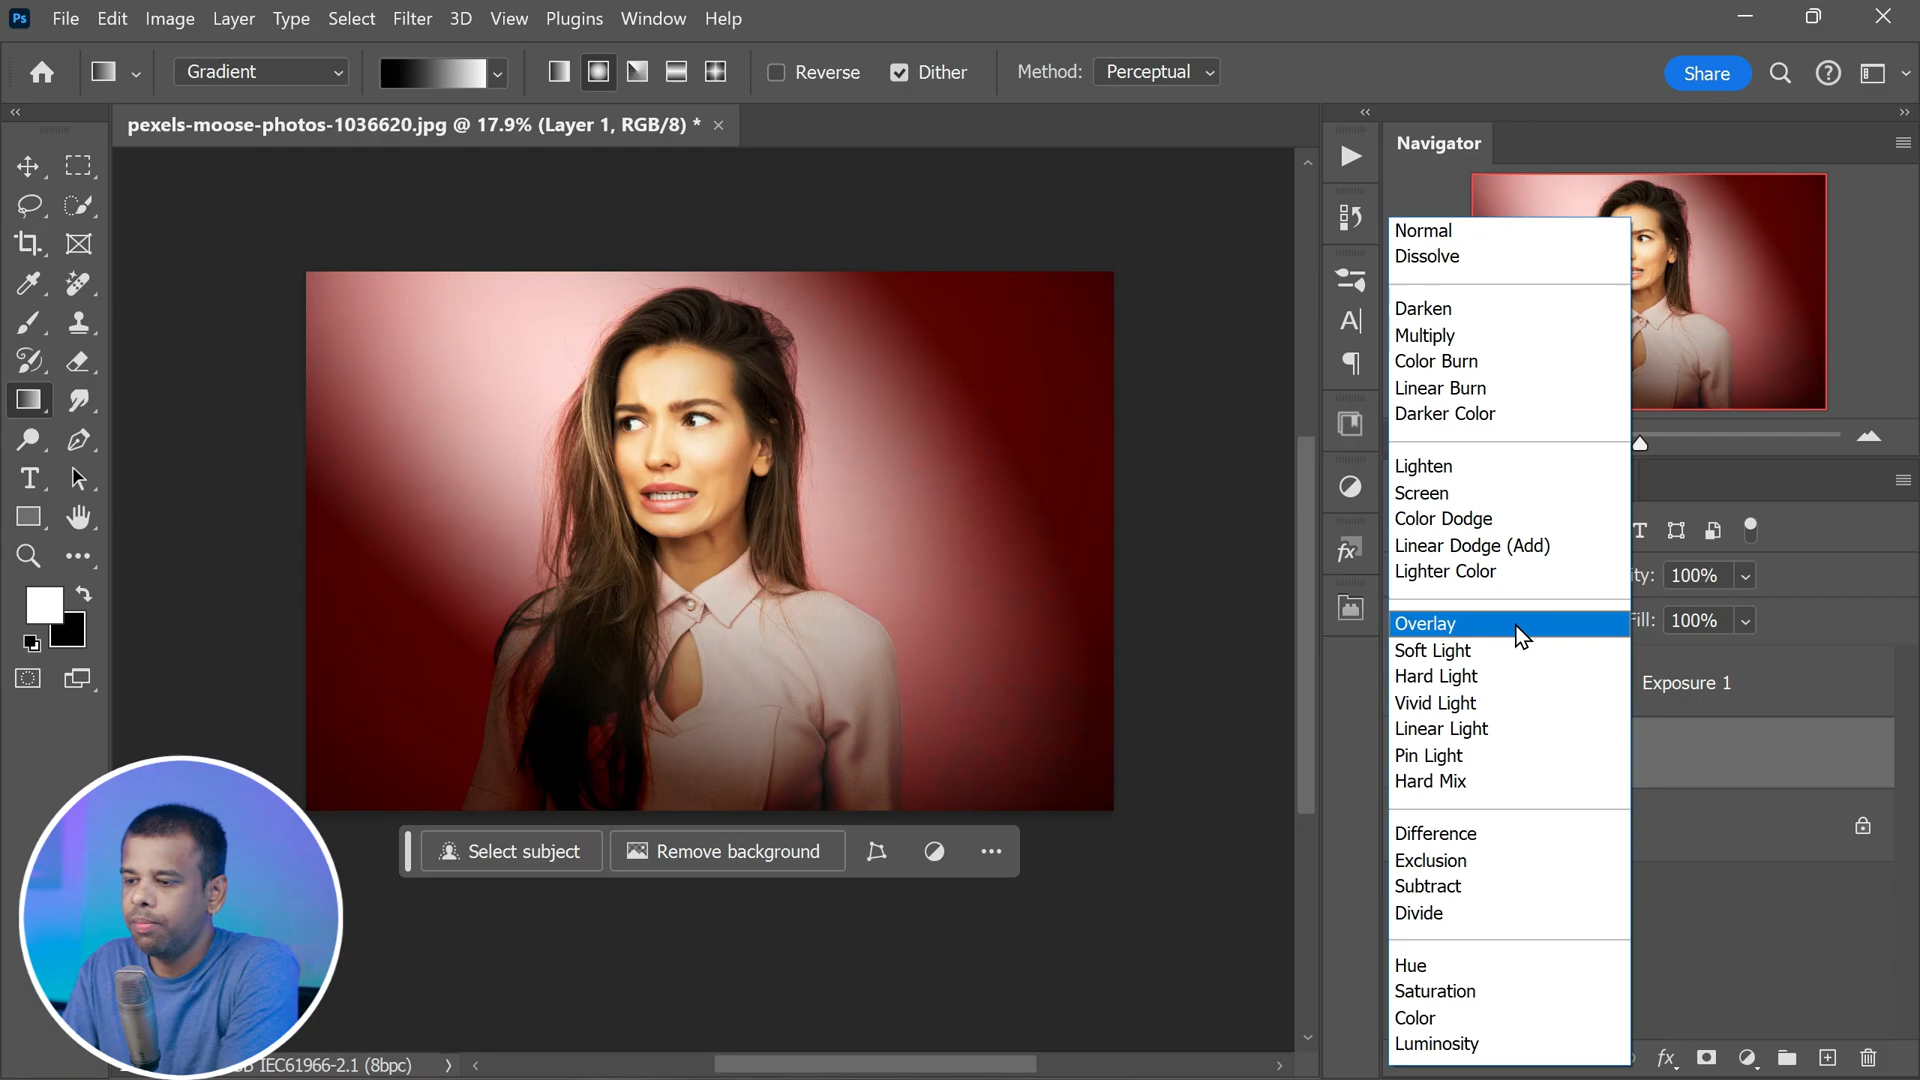 Ps File Edit Image Layer Type Select Filter 3D View Plugins Window Help
Gradient Reverse Dither Method: Perceptual Share
pexels-moose-photos-1036620.jpg @ 17.9% (Layer 1, RGB/8) *
Navigator
Normal
Dissolve
Darken
Multiply
Color Burn
Linear Burn
Darker Color
Lighten
Screen
Color Dodge
Linear Dodge (Add)
Lighter Color
ity: 100%
Overlay
Fill: 100%
Soft Light
Hard Light
Exposure 1
Vivid Light
Linear Light
Pin Light
Hard Mix
Difference
Exclusion
Subtract
Divide
Hue
Saturation
Color
Luminosity
Select subject Remove background
IEC61966-2.1 (8bpc)